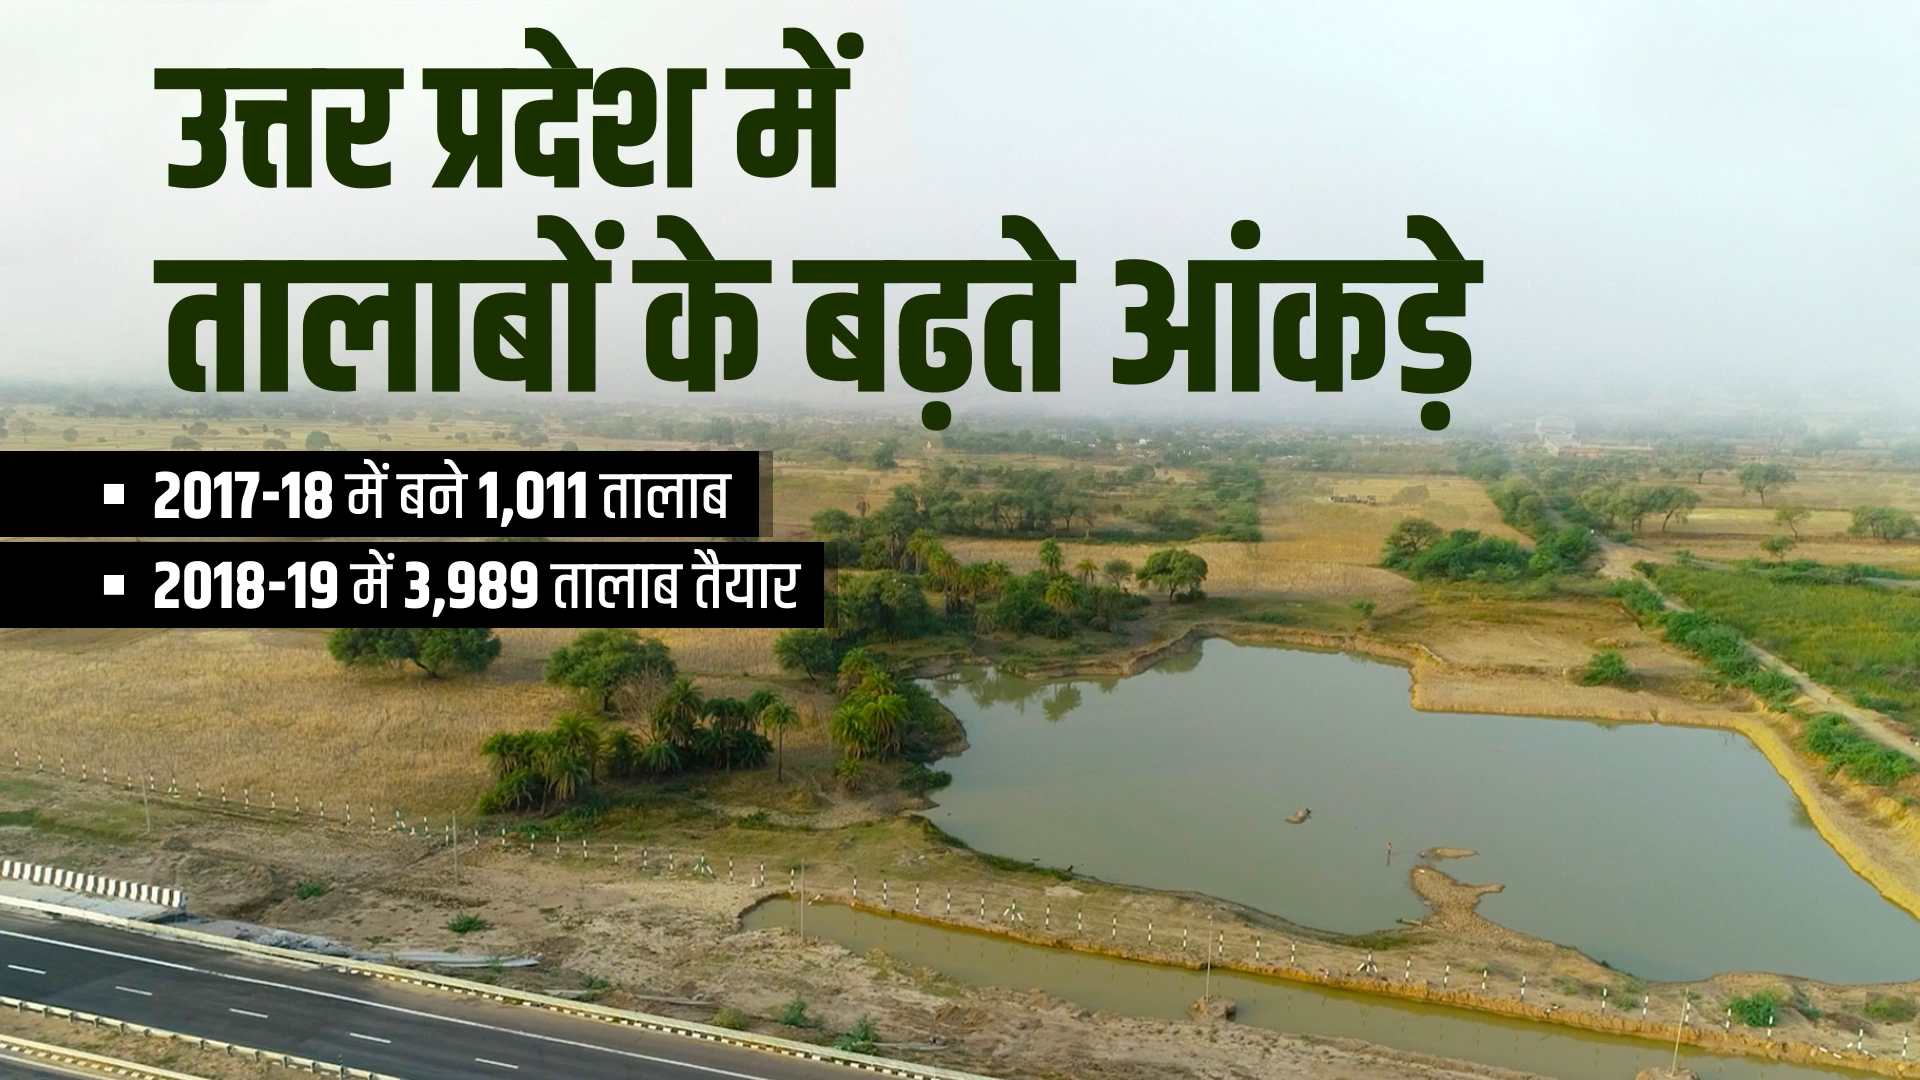 उत्तर प्रदेश में
तालाबों के बढ़ते आंकड़े
▪ 2017-18 में बने 1,011 तालाब
▪ 2018-19 में 3,989 तालाब तैयार